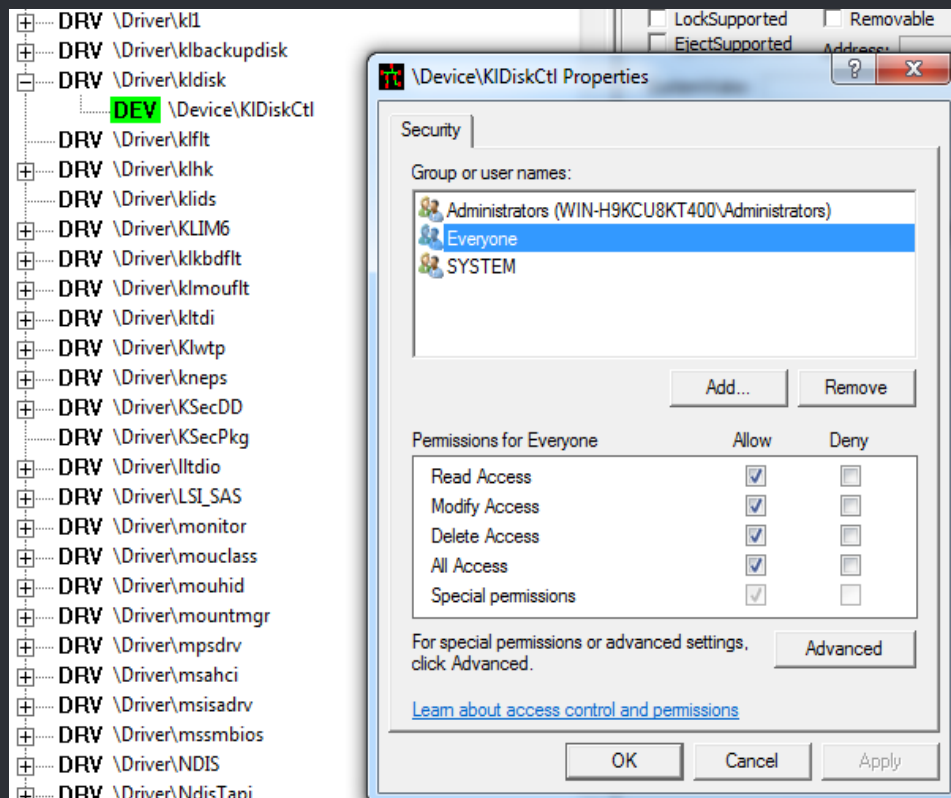 DRV \Driver\kl1
DRV \Driver\klbackupdisk
DRV \Driver\kldisk
DEV \Device\KlDiskCtl
DRV \Driver\klflt
DRV \Driver\klhk
DRV \Driver\klids
DRV \Driver\KLIM6
DRV \Driver\klkbdflt
DRV \Driver\klmouflt
DRV \Driver\kltdi
DRV \Driver\Klwtp
DRV \Driver\kneps
DRV \Driver\KSecDD
DRV \Driver\KSecPkg
DRV \Driver\lltdio
DRV \Driver\LSI_SAS
DRV \Driver\monitor
DRV \Driver\mouclass
DRV \Driver\mouhid
DRV \Driver\mountmgr
DRV \Driver\mpsdrv
DRV \Driver\msahci
DRV \Driver\msisadrv
DRV \Driver\mssmbios
DRV \Driver\NDIS
DRV \Driver\NdisTapi
LockSupported Removable
EjectSupported Address:
\Device\KlDiskCtl Properties
Security
Group or user names:
Administrators (WIN-H9KCU8KT400\Administrators)
Everyone
SYSTEM
Add... Remove
Permissions for Everyone Allow Deny
Read Access
Modify Access
Delete Access
All Access
Special permissions
For special permissions or advanced settings,
click Advanced.
Advanced
Learn about access control and permissions
OK Cancel Apply